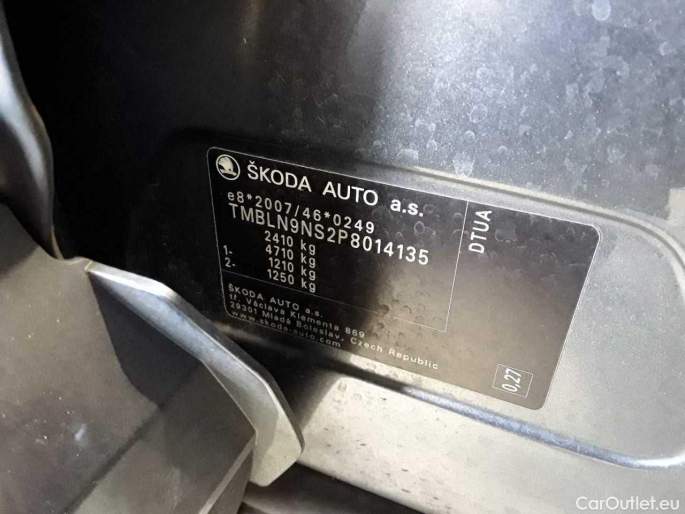 ŠKODA AUTO a.s.
e8*2007/46*0249
TMBLN9NS2P8014135
2410 kg
4710 kg
1- 1210 kg
2- 1250 kg
ŠKODA AUTO a.s.
tř. Václava Klementa 869
29301 Mladá Boleslav, Czech Republic
www.skoda-auto.com
DTUA
0,27
CarOutlet.eu